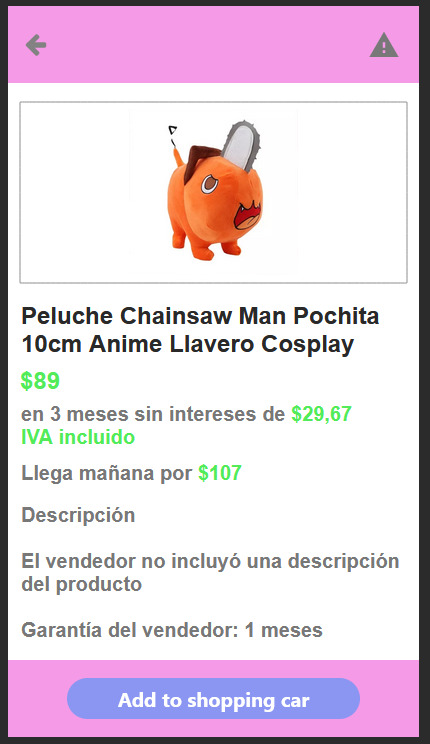 Peluche Chainsaw Man Pochita
10cm Anime Llavero Cosplay
$89
en 3 meses sin intereses de $29,67
IVA incluido
Llega mañana por $107
Descripción
El vendedor no incluyó una descripción
del producto
Garantía del vendedor: 1 meses
Add to shopping car